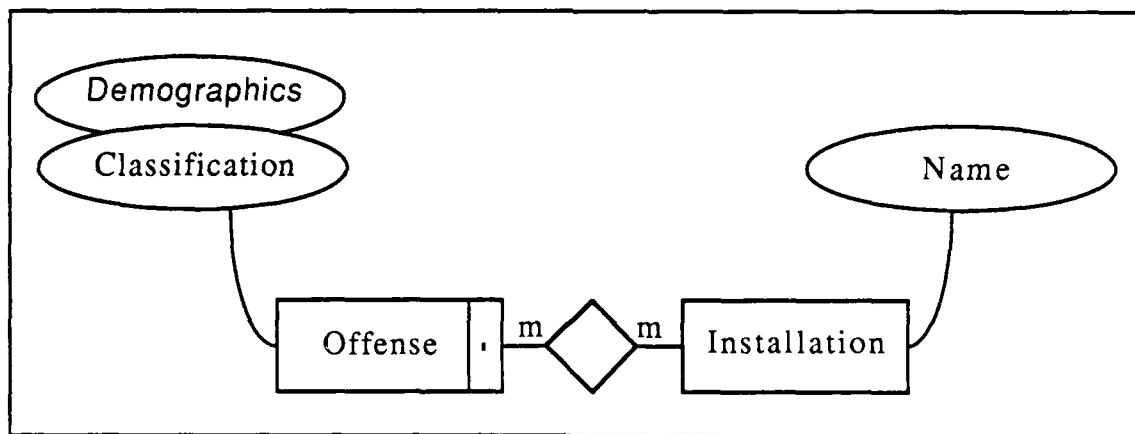 Demographics
Classification
Name
Offense
m
m
Installation